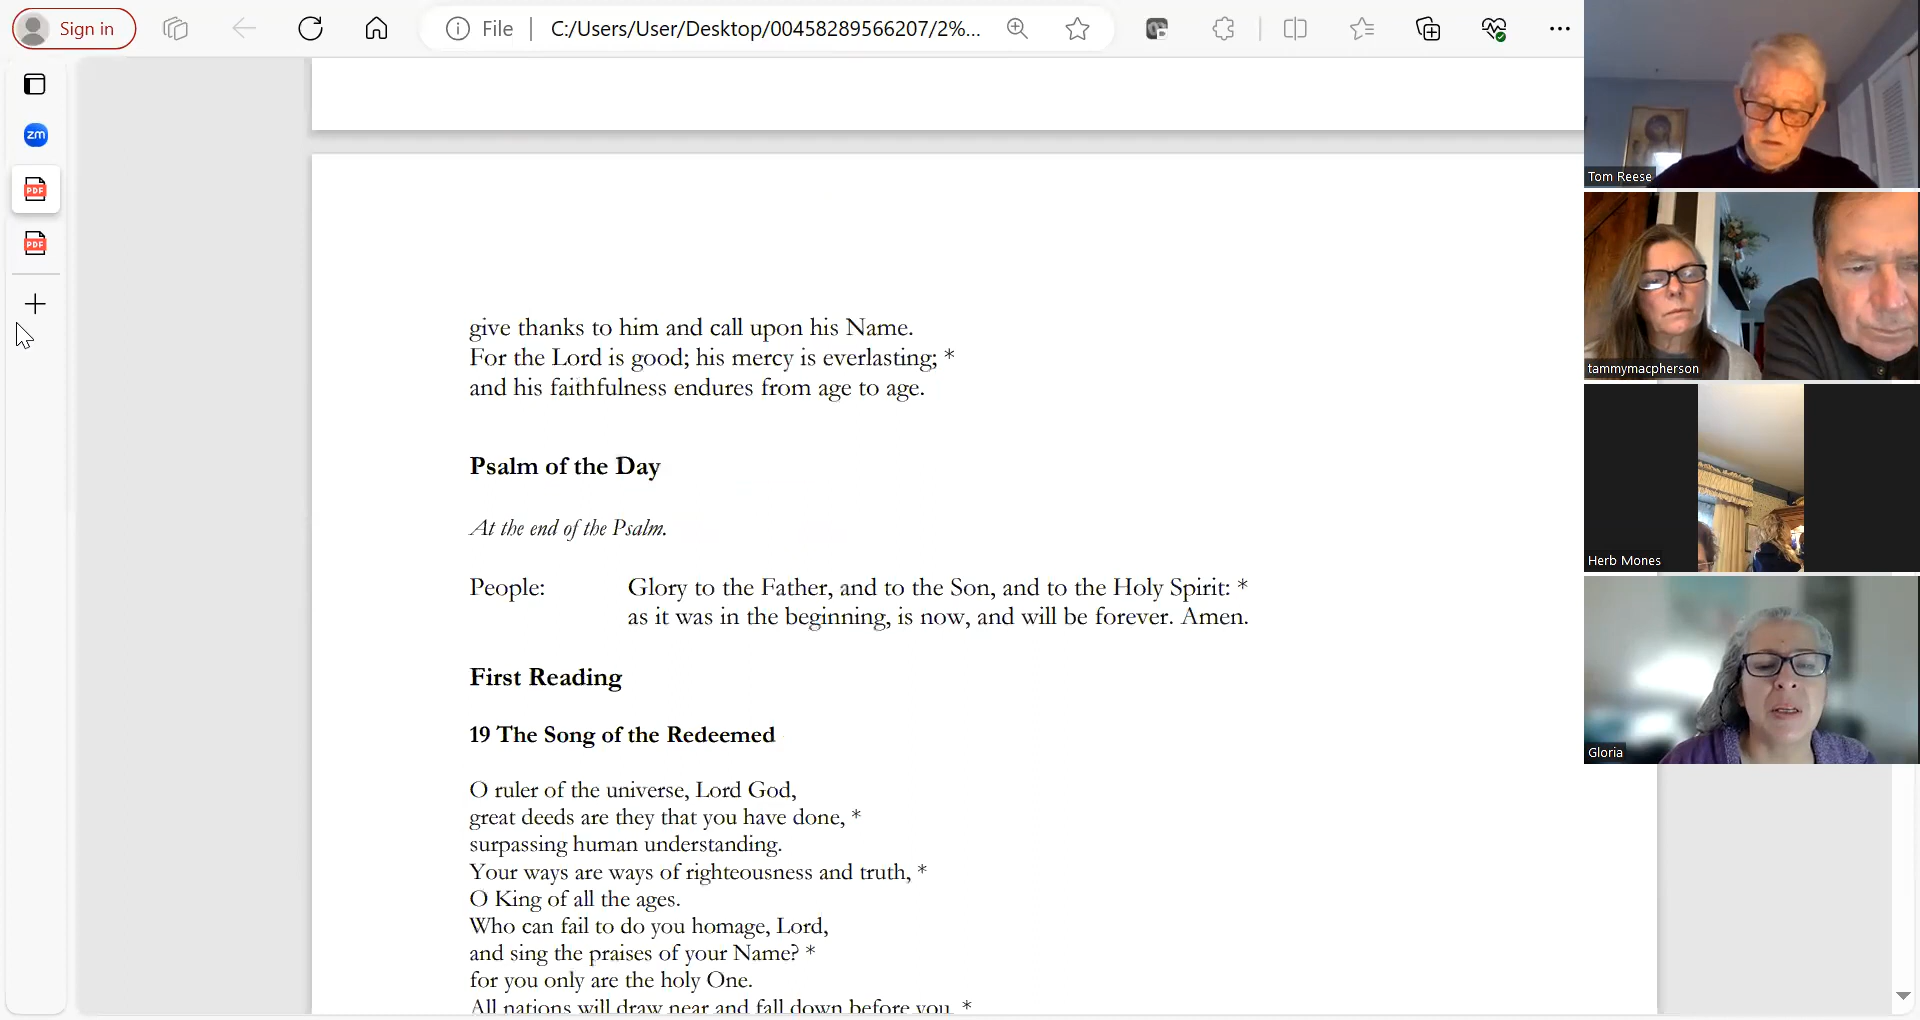 Sign in
File
C:/Users/User/Desktop/00458289566207/2%...
zm
PDF
PDF
give thanks to him and call upon his Name.
For the Lord is good; his mercy is everlasting; *
and his faithfulness endures from age to age.
Psalm of the Day
At the end of the Psalm.
People: Glory to the Father, and to the Son, and to the Holy Spirit: *
as it was in the beginning, is now, and will be forever. Amen.
First Reading
19 The Song of the Redeemed
O ruler of the universe, Lord God,
great deeds are they that you have done, *
surpassing human understanding.
Your ways are ways of righteousness and truth, *
O King of all the ages.
Who can fail to do you homage, Lord,
and sing the praises of your Name? *
for you only are the holy One.
All nations will draw near and fall down before you, *
Tom Reese
tammymacpherson
Herb Mones
Gloria